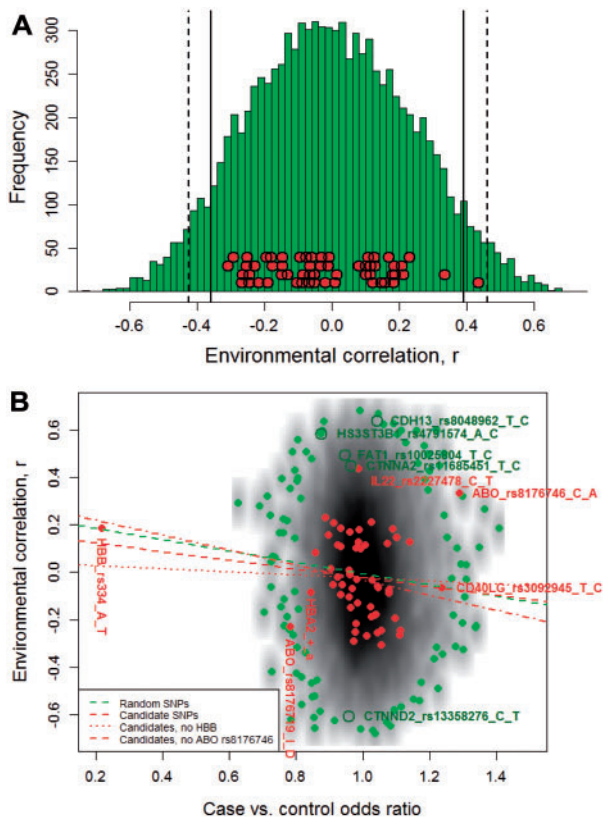 A
300
250
200
150
100
50
0
Frequency
-0.6 -0.4 -0.2 0.0 0.2 0.4 0.6
Environmental correlation, r
B
0.6
0.4
0.2
0.0
-0.2
-0.4
-0.6
Environmental correlation, r
CDH13_rs8048962_T_C
HS3ST3B1_rs4791574_A_C
FAT1_rs10025904_T_C
CTNNA2_rs11685451_T_C
IL22_rs2227478_C_T
ABO_rs8176746_C_A
HBB_rs334_A_T
CD40LG_rs3092945_T_C
ABO_rs8176719_I_D
CTNND2_rs13358276_C_T
Random SNPs
Candidate SNPs
Candidates, no HBB
Candidates, no ABO rs8176746
0.2 0.4 0.6 0.8 1.0 1.2 1.4
Case vs. control odds ratio